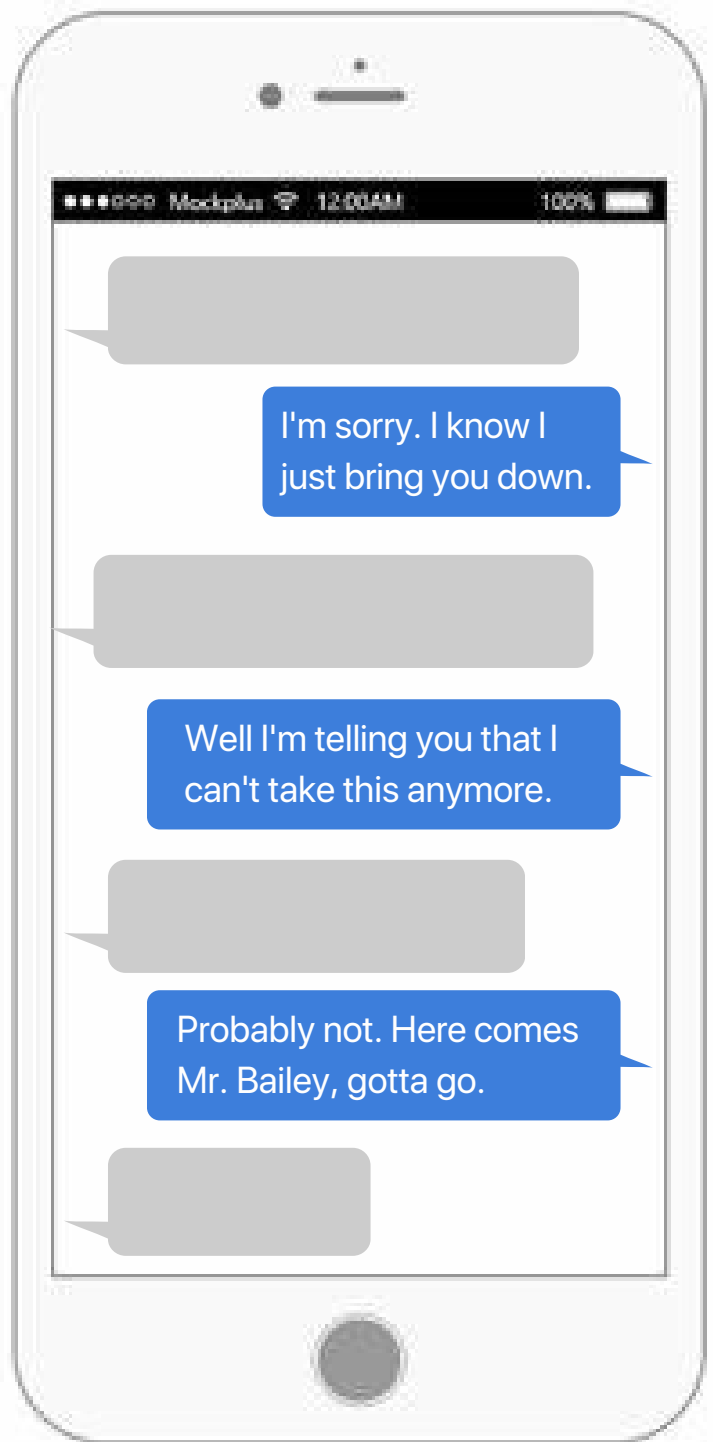 Mockplus 12:00AM 100%
I'm sorry. I know I
just bring you down.
Well I'm telling you that I
can't take this anymore.
Probably not. Here comes
Mr. Bailey, gotta go.